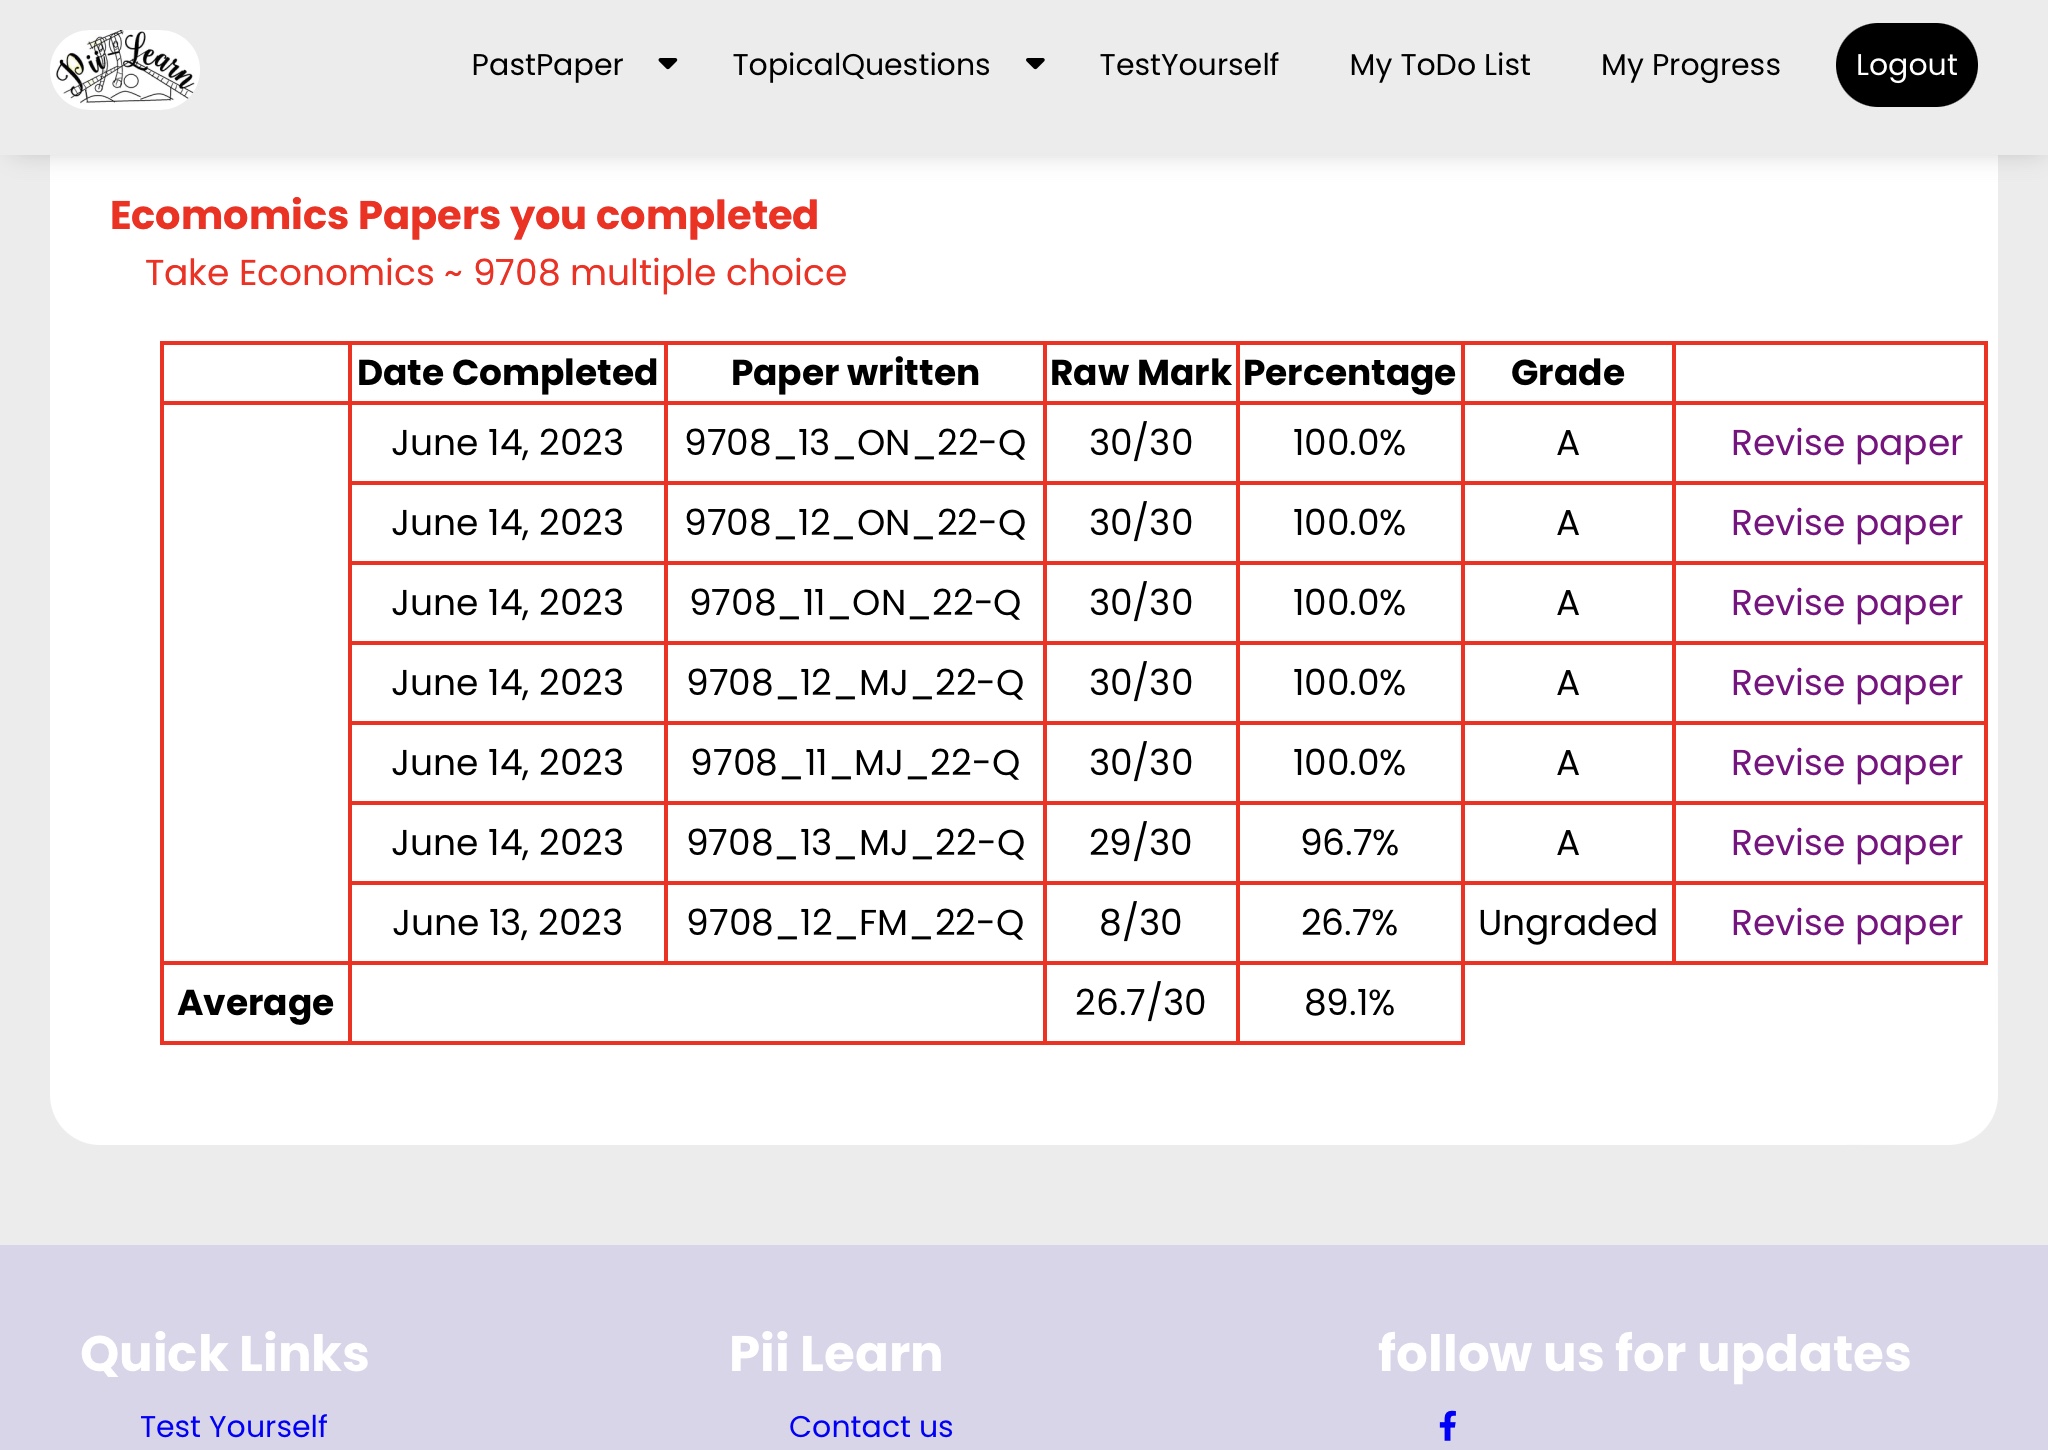 Pii Learn
PastPaper TopicalQuestions TestYourself My ToDo List My Progress Logout
Ecomomics Papers you completed
Take Economics ~ 9708 multiple choice
Date Completed Paper written Raw Mark Percentage Grade
June 14, 2023 9708_13_ON_22-Q 30/30 100.0% A Revise paper
June 14, 2023 9708_12_ON_22-Q 30/30 100.0% A Revise paper
June 14, 2023 9708_11_ON_22-Q 30/30 100.0% A Revise paper
June 14, 2023 9708_12_MJ_22-Q 30/30 100.0% A Revise paper
June 14, 2023 9708_11_MJ_22-Q 30/30 100.0% A Revise paper
June 14, 2023 9708_13_MJ_22-Q 29/30 96.7% A Revise paper
June 13, 2023 9708_12_FM_22-Q 8/30 26.7% Ungraded Revise paper
Average 26.7/30 89.1%
Quick Links Pii Learn follow us for updates
Test Yourself Contact us